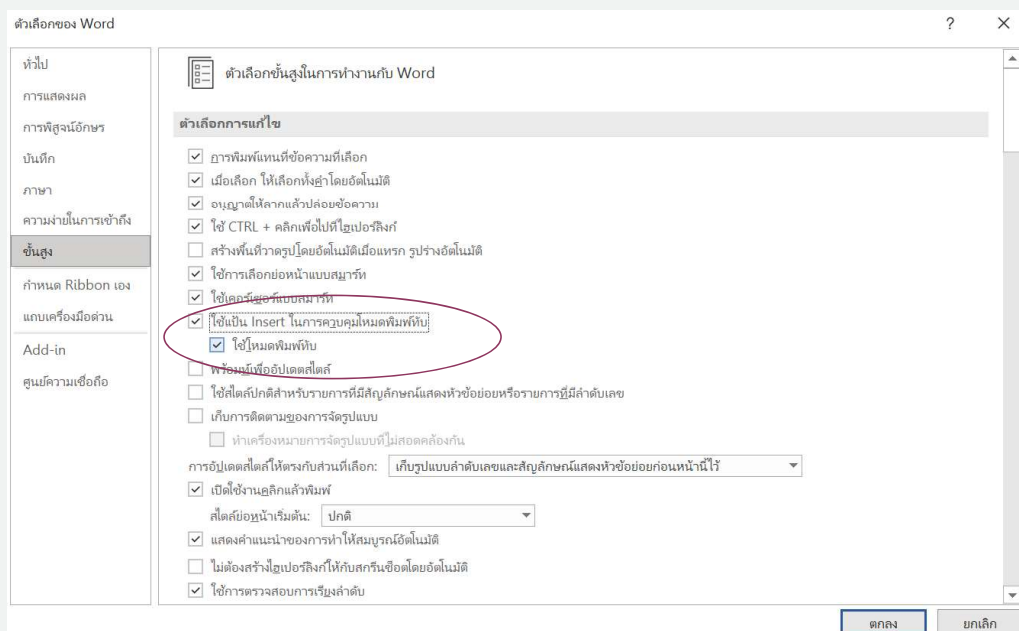 ตัวเลือกของ Word
?
×
ทั่วไป
การแสดงผล
การพิสูจน์อักษร
บันทึก
ภาษา
ความง่ายในการเข้าถึง
ขั้นสูง
กำหนด Ribbon เอง
แถบเครื่องมือด่วน
Add-in
ศูนย์ความเชื่อถือ
ตัวเลือกขั้นสูงในการทำงานกับ Word
ตัวเลือกการแก้ไข
การพิมพ์แทนที่ข้อความที่เลือก
เมื่อเลือก ให้เลือกทั้งคำโดยอัตโนมัติ
อนุญาตให้ลากแล้วปล่อยข้อความ
ใช้ CTRL + คลิกเพื่อไปที่ไฮเปอร์ลิงก์
สร้างพื้นที่วาดรูปโดยอัตโนมัติเมื่อแทรก รูปร่างอัตโนมัติ
ใช้การเลือกย่อหน้าแบบสมาร์ท
ใช้เคอร์เซอร์แบบสมาร์ท
ใช้แป้น Insert ในการควบคุมโหมดพิมพ์ทับ
ใช้โหมดพิมพ์ทับ
พร้อมท์เพื่ออัปเดตสไตล์
ใช้สไตล์ปกติสำหรับรายการที่มีสัญลักษณ์แสดงหัวข้อย่อยหรือรายการที่มีลำดับเลข
เก็บการติดตามของการจัดรูปแบบ
ทำเครื่องหมายการจัดรูปแบบที่ไม่สอดคล้องกัน
การอัปเดตสไตล์ให้ตรงกับส่วนที่เลือก: เก็บรูปแบบลำดับเลขและสัญลักษณ์แสดงหัวข้อย่อยก่อนหน้านี้ไว้
เปิดใช้งานคลิกแล้วพิมพ์
สไตล์ย่อหน้าเริ่มต้น: ปกติ
แสดงคำแนะนำของการทำให้สมบูรณ์อัตโนมัติ
ไม่ต้องสร้างไฮเปอร์ลิงก์ให้กับสกรีนช็อตโดยอัตโนมัติ
ใช้การตรวจสอบการเรียงลำดับ
ตกลง
ยกเลิก